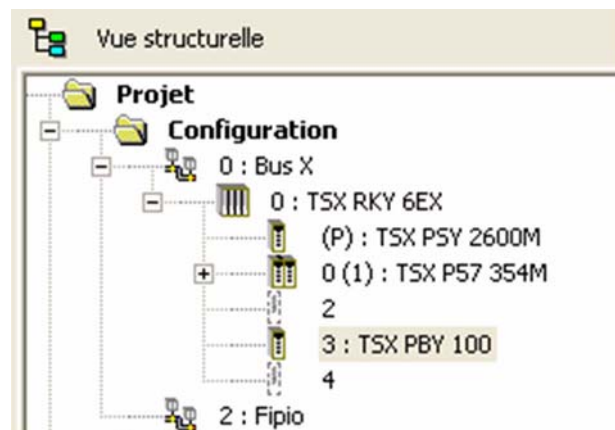 Vue structurelle
Projet
Configuration
0 : Bus X
0 : TSX RKY 6EX
(P) : TSX PSY 2600M
0 (1) : TSX P57 354M
2
3 : TSX PBY 100
4
2 : Fipio